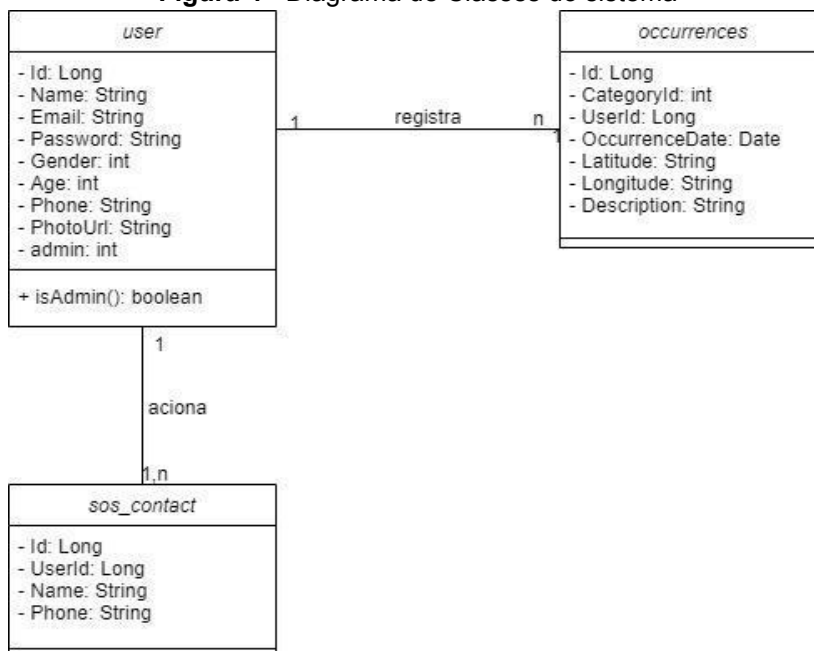 Figura 1 - Diagrama de Classes do sistema
user
- Id: Long
- Name: String
- Email: String
- Password: String
- Gender: int
- Age: int
- Phone: String
- PhotoUrl: String
- admin: int
+ isAdmin(): boolean
1
registra
n
1
occurrences
- Id: Long
- CategoryId: int
- UserId: Long
- OccurrenceDate: Date
- Latitude: String
- Longitude: String
- Description: String
1
aciona
1,n
sos_contact
- Id: Long
- UserId: Long
- Name: String
- Phone: String